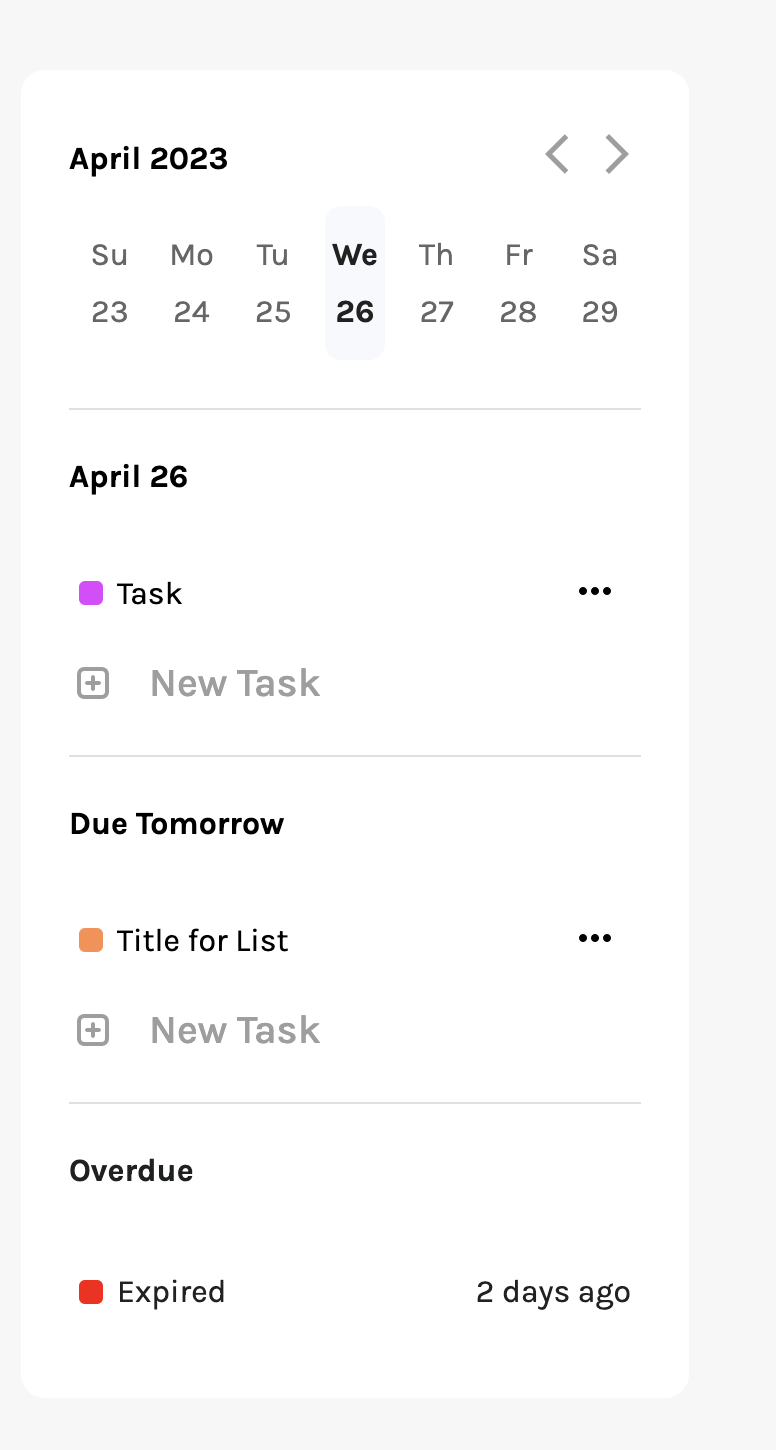 April 2023
Su Mo Tu We Th Fr Sa
23 24 25 26 27 28 29
April 26
Task
New Task
Due Tomorrow
Title for List
New Task
Overdue
Expired 2 days ago